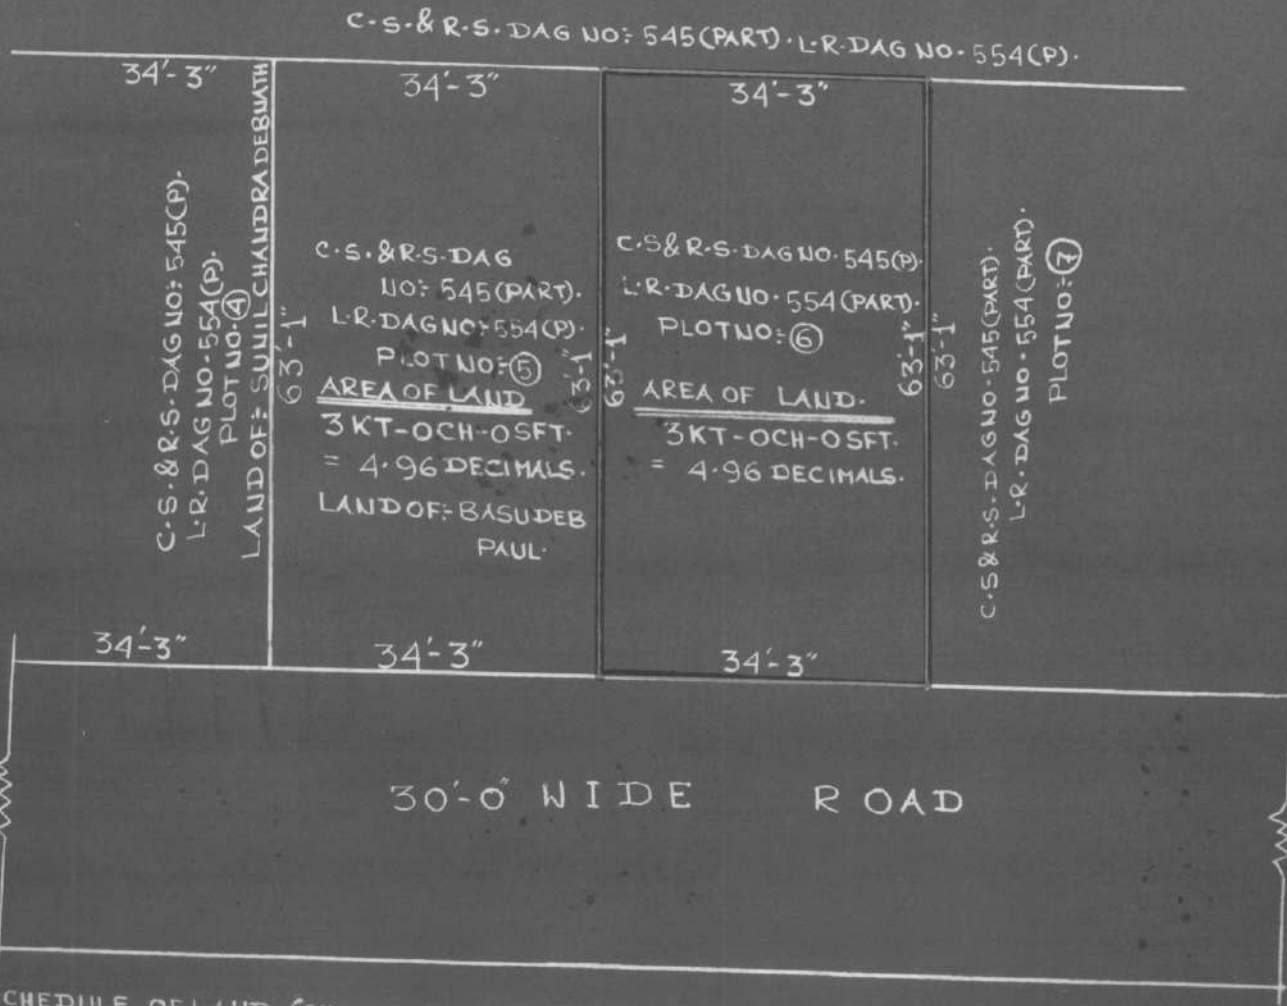 C.S.& R.S. DAG NO:- 545(PART). L.R. DAG NO. 554(P).
34'-3"
34'-3"
34'-3"
C.S. & R.S. DAG NO:- 545(P).
L.R. DAG NO. 554(P).
PLOT NO. 4
LAND OF:- SUNIL CHANDRA DEBNATH
63'-1"
C.S. & R.S. DAG
NO:- 545(PART).
L.R. DAG NO:- 554(P).
PLOT NO:- 5
AREA OF LAND
3KT-0CH-0SFT.
= 4.96 DECIMALS.
LAND OF:- BASUDEB
PAUL.
63'-1"
63'-1"
C.S & R.S. DAG NO. 545(P).
L.R. DAG NO. 554(PART).
PLOT NO:- 6
AREA OF LAND.
3KT-0CH-0SFT.
= 4.96 DECIMALS.
63'-1"
63'-1"
C.S & R.S. DAG NO. 545(PART).
L.R. DAG NO. 554(PART).
PLOT NO:- 7
34'-3"
34'-3"
34'-3"
30'-0" WIDE ROAD